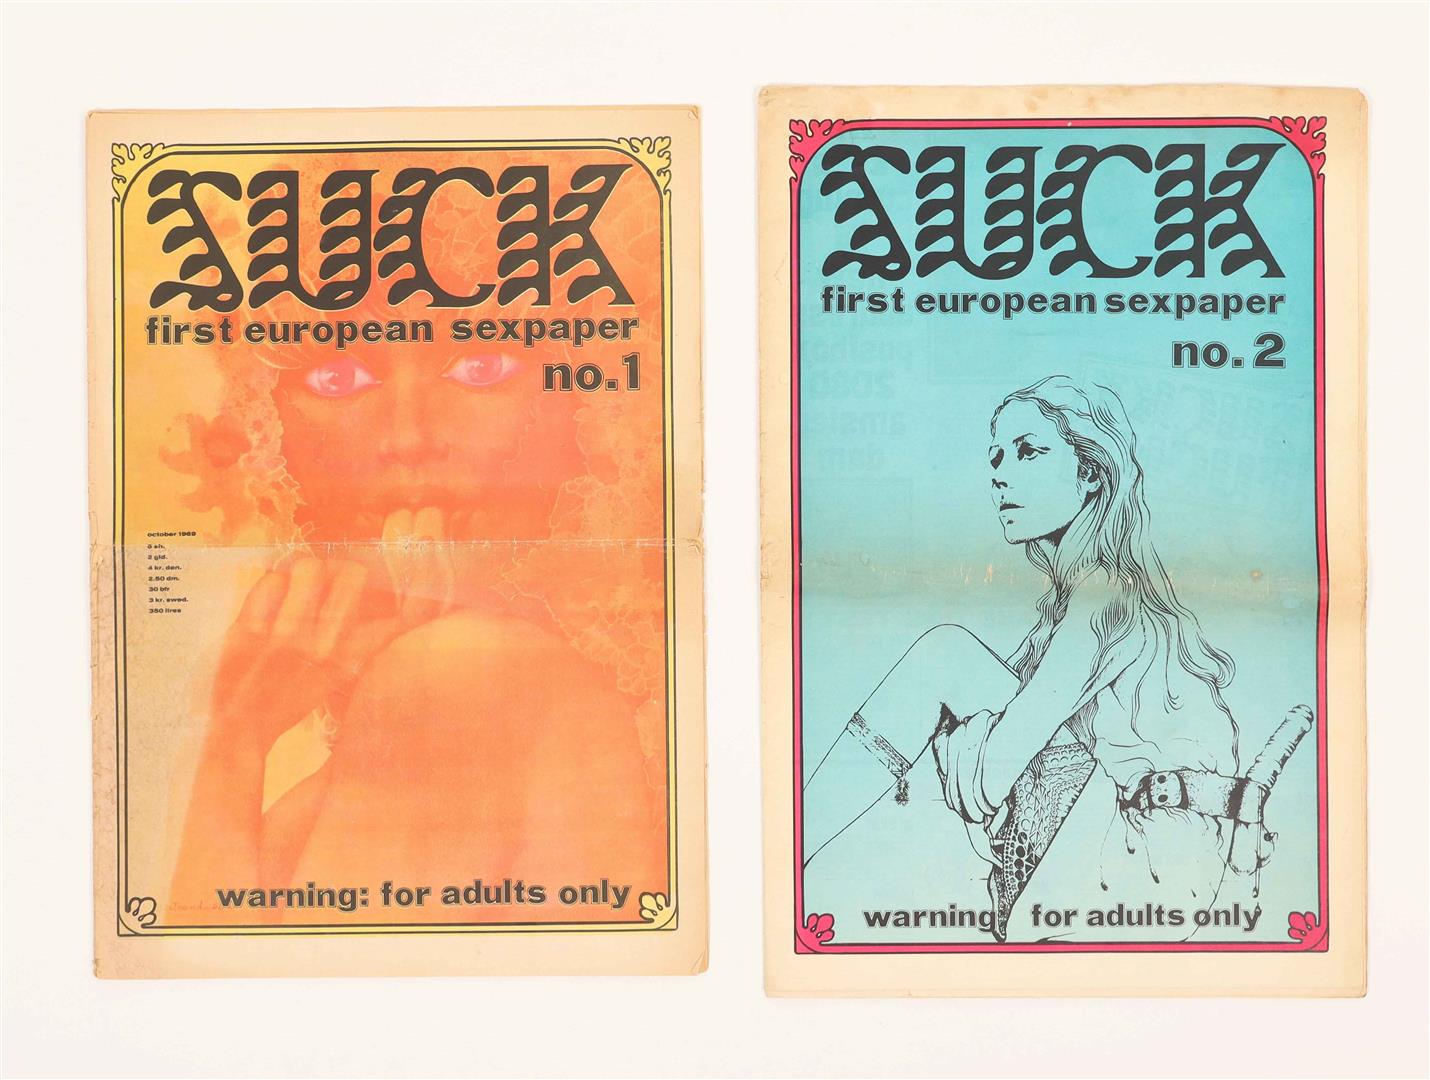 SUCK
first european sexpaper
no.1
october 1969
5 sh.
2 gld.
4 kr. den.
2.50 dm.
30 bfr
3 kr. swed.
350 lires
warning: for adults only
SUCK
first european sexpaper
no. 2
warning for adults only